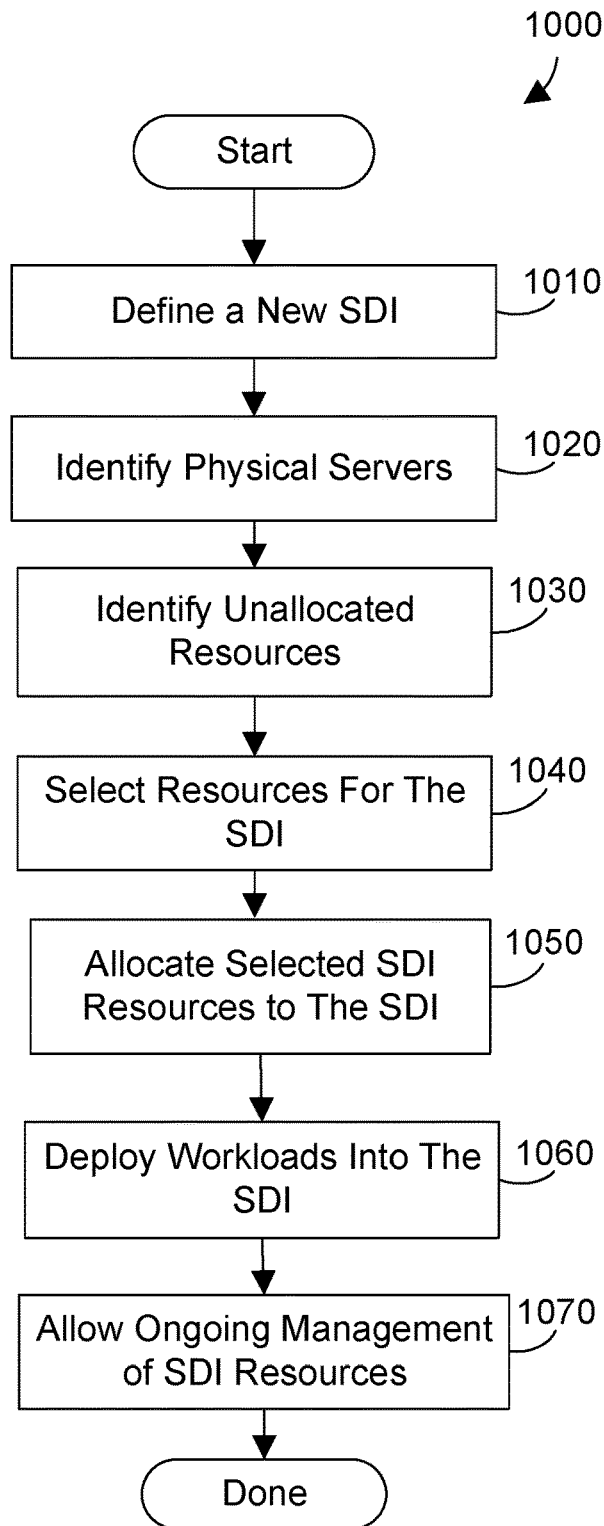 1000
Start
Define a New SDI
1010
Identify Physical Servers
1020
Identify Unallocated
Resources
1030
Select Resources For The
SDI
1040
Allocate Selected SDI
Resources to The SDI
1050
Deploy Workloads Into The
SDI
1060
Allow Ongoing Management
of SDI Resources
1070
Done